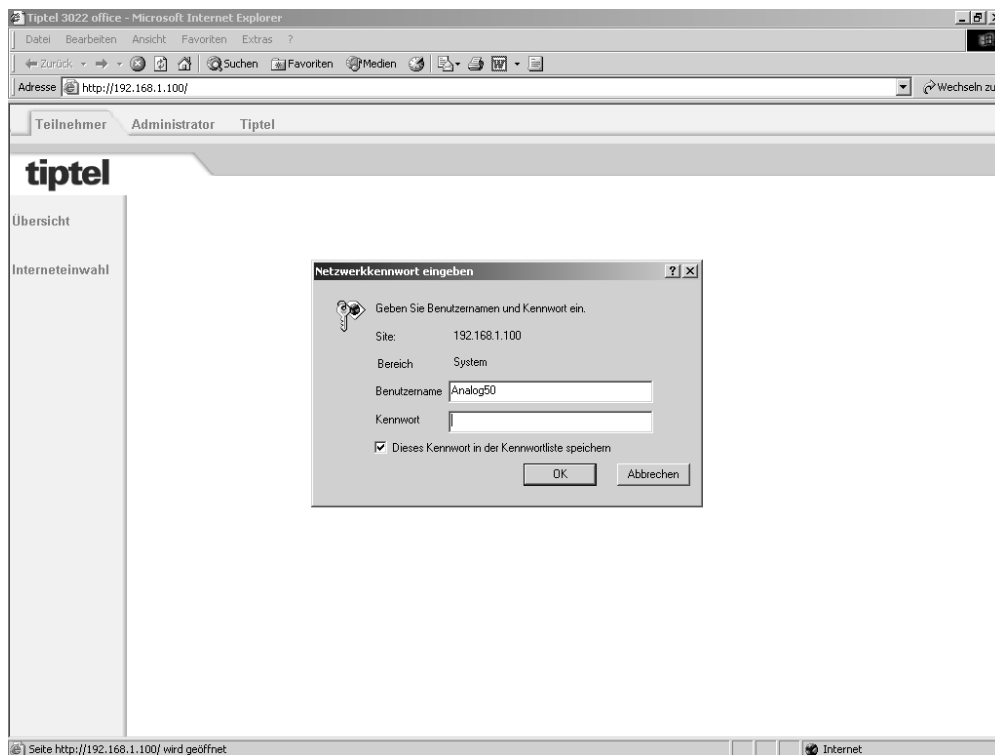 Tiptel 3022 office - Microsoft Internet Explorer
Datei Bearbeiten Ansicht Favoriten Extras ?
Zurück Suchen Favoriten Medien
Adresse http://192.168.1.100/ Wechseln zu
Teilnehmer Administrator Tiptel
tiptel
Übersicht
Interneteinwahl
Netzwerkkennwort eingeben
Geben Sie Benutzernamen und Kennwort ein.
Site: 192.168.1.100
Bereich System
Benutzername Analog50
Kennwort
Dieses Kennwort in der Kennwortliste speichern
OK Abbrechen
Seite http://192.168.1.100/ wird geöffnet Internet